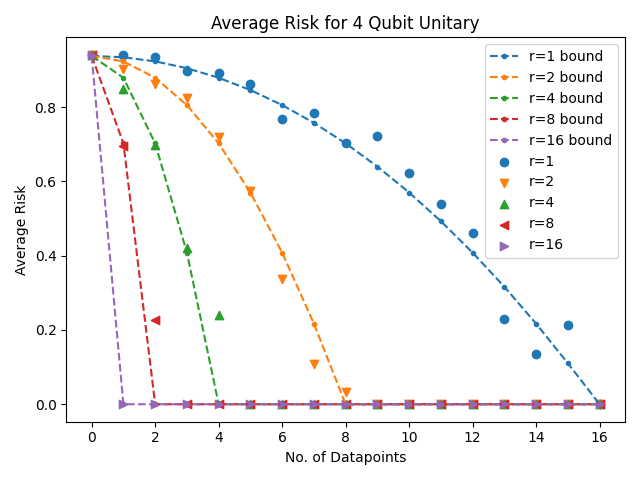 Average Risk for 4 Qubit Unitary
Average Risk
0.8
0.6
0.4
0.2
0.0
r=1 bound
r=2 bound
r=4 bound
r=8 bound
r=16 bound
r=1
r=2
r=4
r=8
r=16
0 2 4 6 8 10 12 14 16
No. of Datapoints